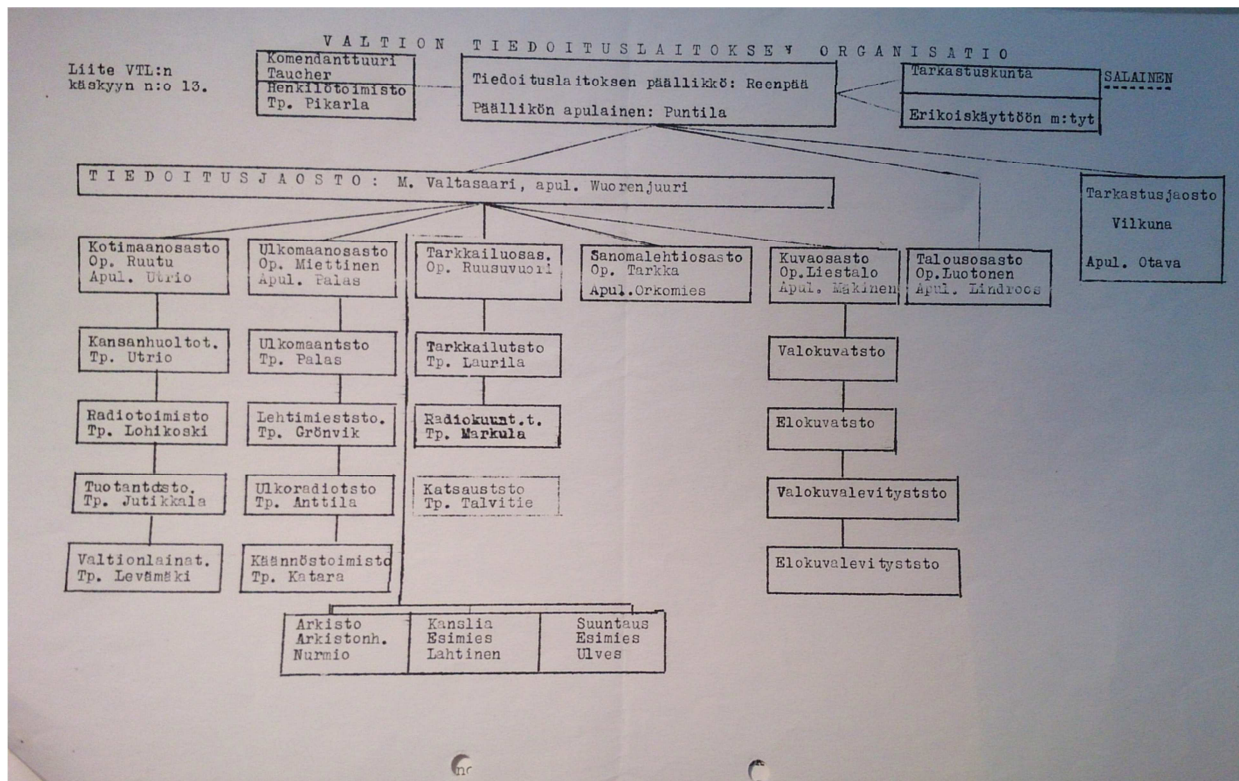 VALTION TIEDOITUSLAITOKSEN ORGANISATIO
Liite VTL:n
käskyn n:o 13.
Komendanttuuri
Taucher
Henkilötoimisto
Tp. Pikarla
Tiedoituslaitoksen päällikkö: Reenpää
Päällikön apulainen: Puntila
Tarkastuskunta
Erikoiskäyttöön m:tyt
SALAINEN
TIEDOITUSJAOSTO: M. Valtasaari, apul. Wuorenjuuri
Tarkastusjaosto
Vilkuna
Apul. Otava
Kotimaanosasto
Op. Ruutu
Apul. Utrio
Ulkomaanosasto
Op. Miettinen
Apul. Palas
Tarkkailuosas.
Op. Ruusuvuori
Sanomalehtiosasto
Op. Tarkka
Apul.Orkomies
Kuvaosasto
Op.Liestalo
Apul. Mäkinen
Talousosasto
Op.Luotonen
Apul. Lindroos
Kansanhuoltot.
Tp. Utrio
Ulkomaantsto
Tp. Palas
Tarkkailutsto
Tp. Laurila
Valokuvatsto
Radiotoimisto
Tp. Lohikoski
Lehtimieststo.
Tp. Grönvik
Radiokuunt.t.
Tp. Markula
Elokuvatsto
Tuotantotsto.
Tp. Jutikkala
Ulkoradiotsto
Tp. Anttila
Katsauststo
Tp. Talvitie
Valokuvalevityststo
Valtionlainat.
Tp. Levämäki
Käännöstoimisto
Tp. Katara
Elokuvalevityststo
Arkisto
Arkistonh.
Nurmio
Kanslia
Esimies
Lahtinen
Suuntaus
Esimies
Ulves